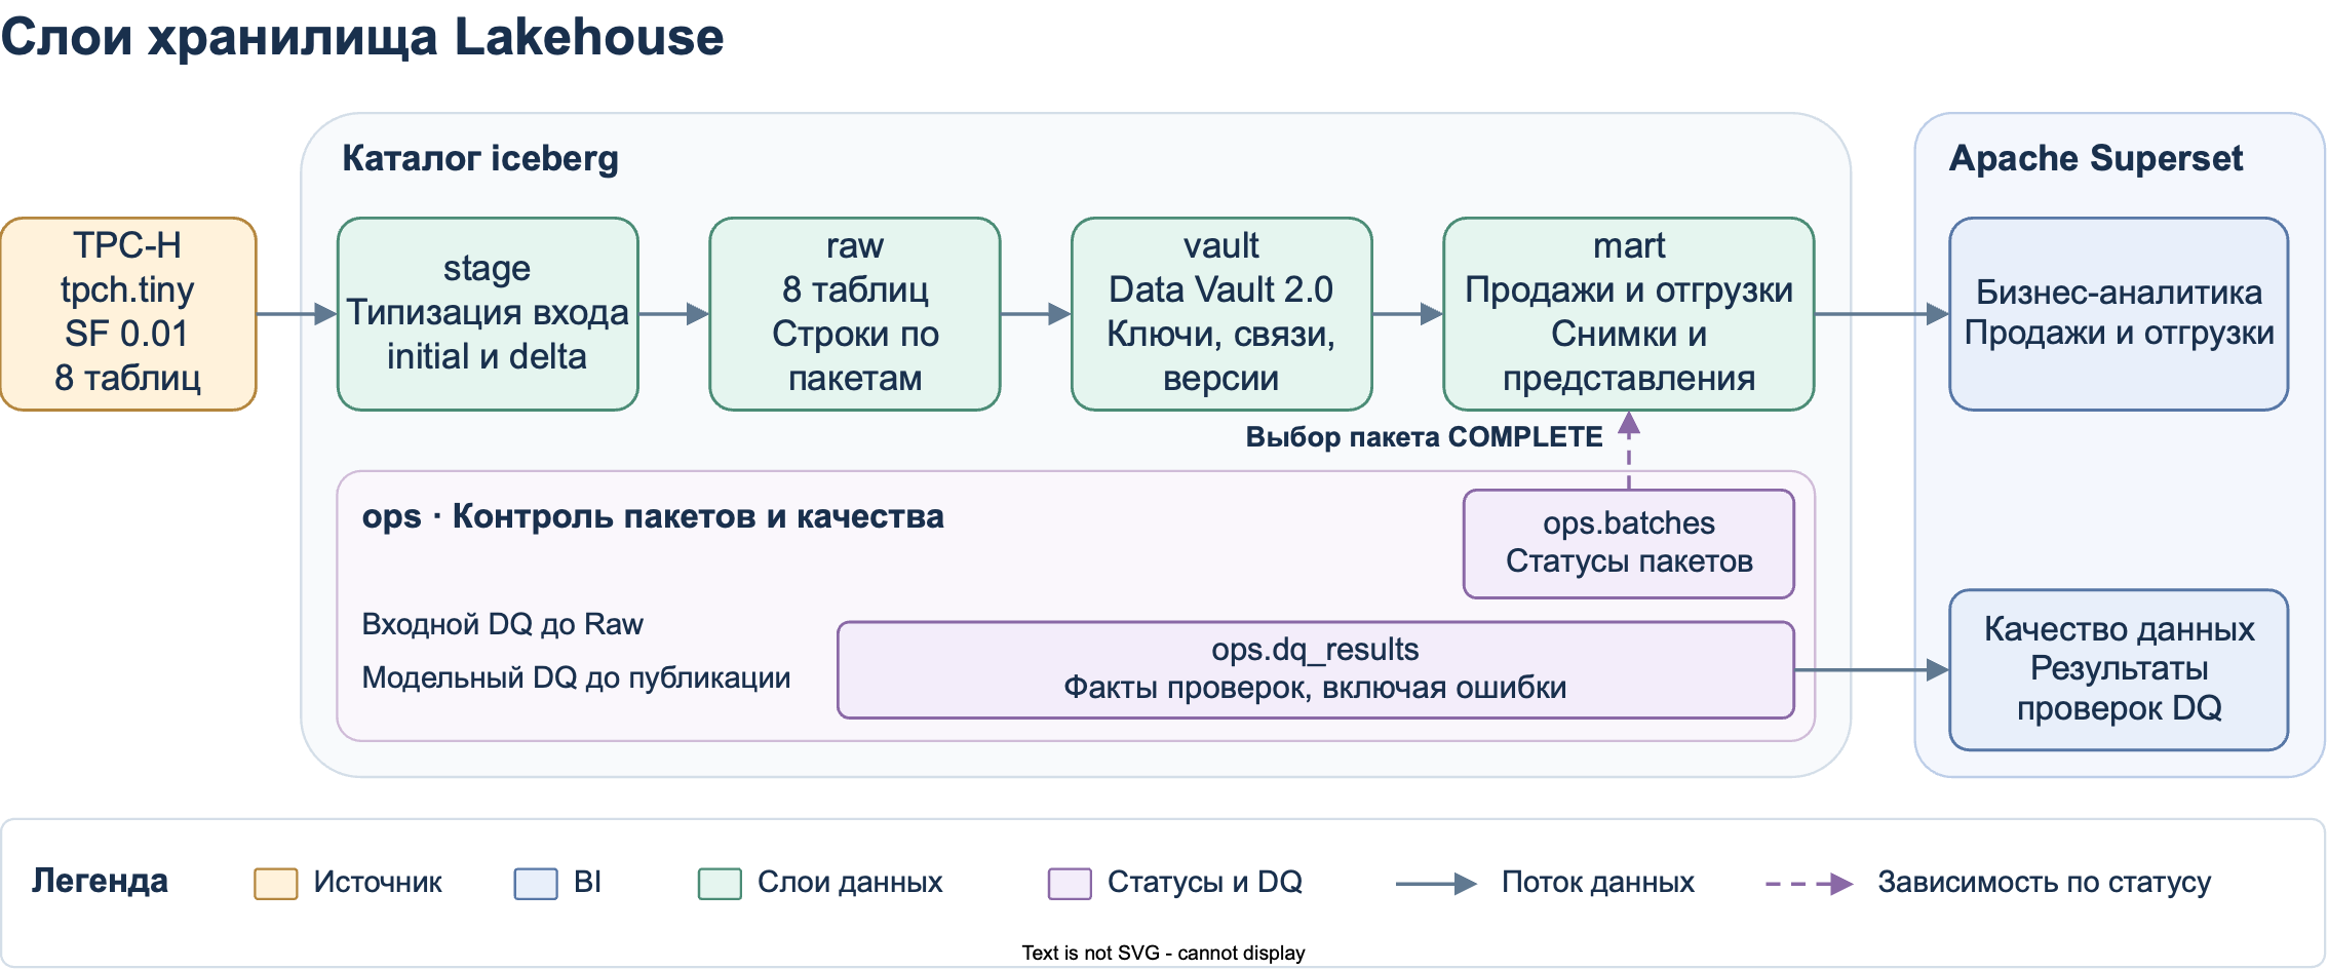 Слои хранилища Lakehouse
Каталог iceberg
Apache Superset
TPC-H
tpch.tiny
SF 0.01
8 таблиц
stage
Типизация входа
initial и delta
raw
8 таблиц
Строки по
пакетам
vault
Data Vault 2.0
Ключи, связи,
версии
mart
Продажи и отгрузки
Снимки и
представления
Бизнес-аналитика
Продажи и отгрузки
Выбор пакета COMPLETE
ops · Контроль пакетов и качества
ops.batches
Статусы пакетов
Входной DQ до Raw
Модельный DQ до публикации
ops.dq_results
Факты проверок, включая ошибки
Качество данных
Результаты
проверок DQ
Легенда
Источник
BI
Слои данных
Статусы и DQ
Поток данных
Зависимость по статусу
Text is not SVG - cannot display